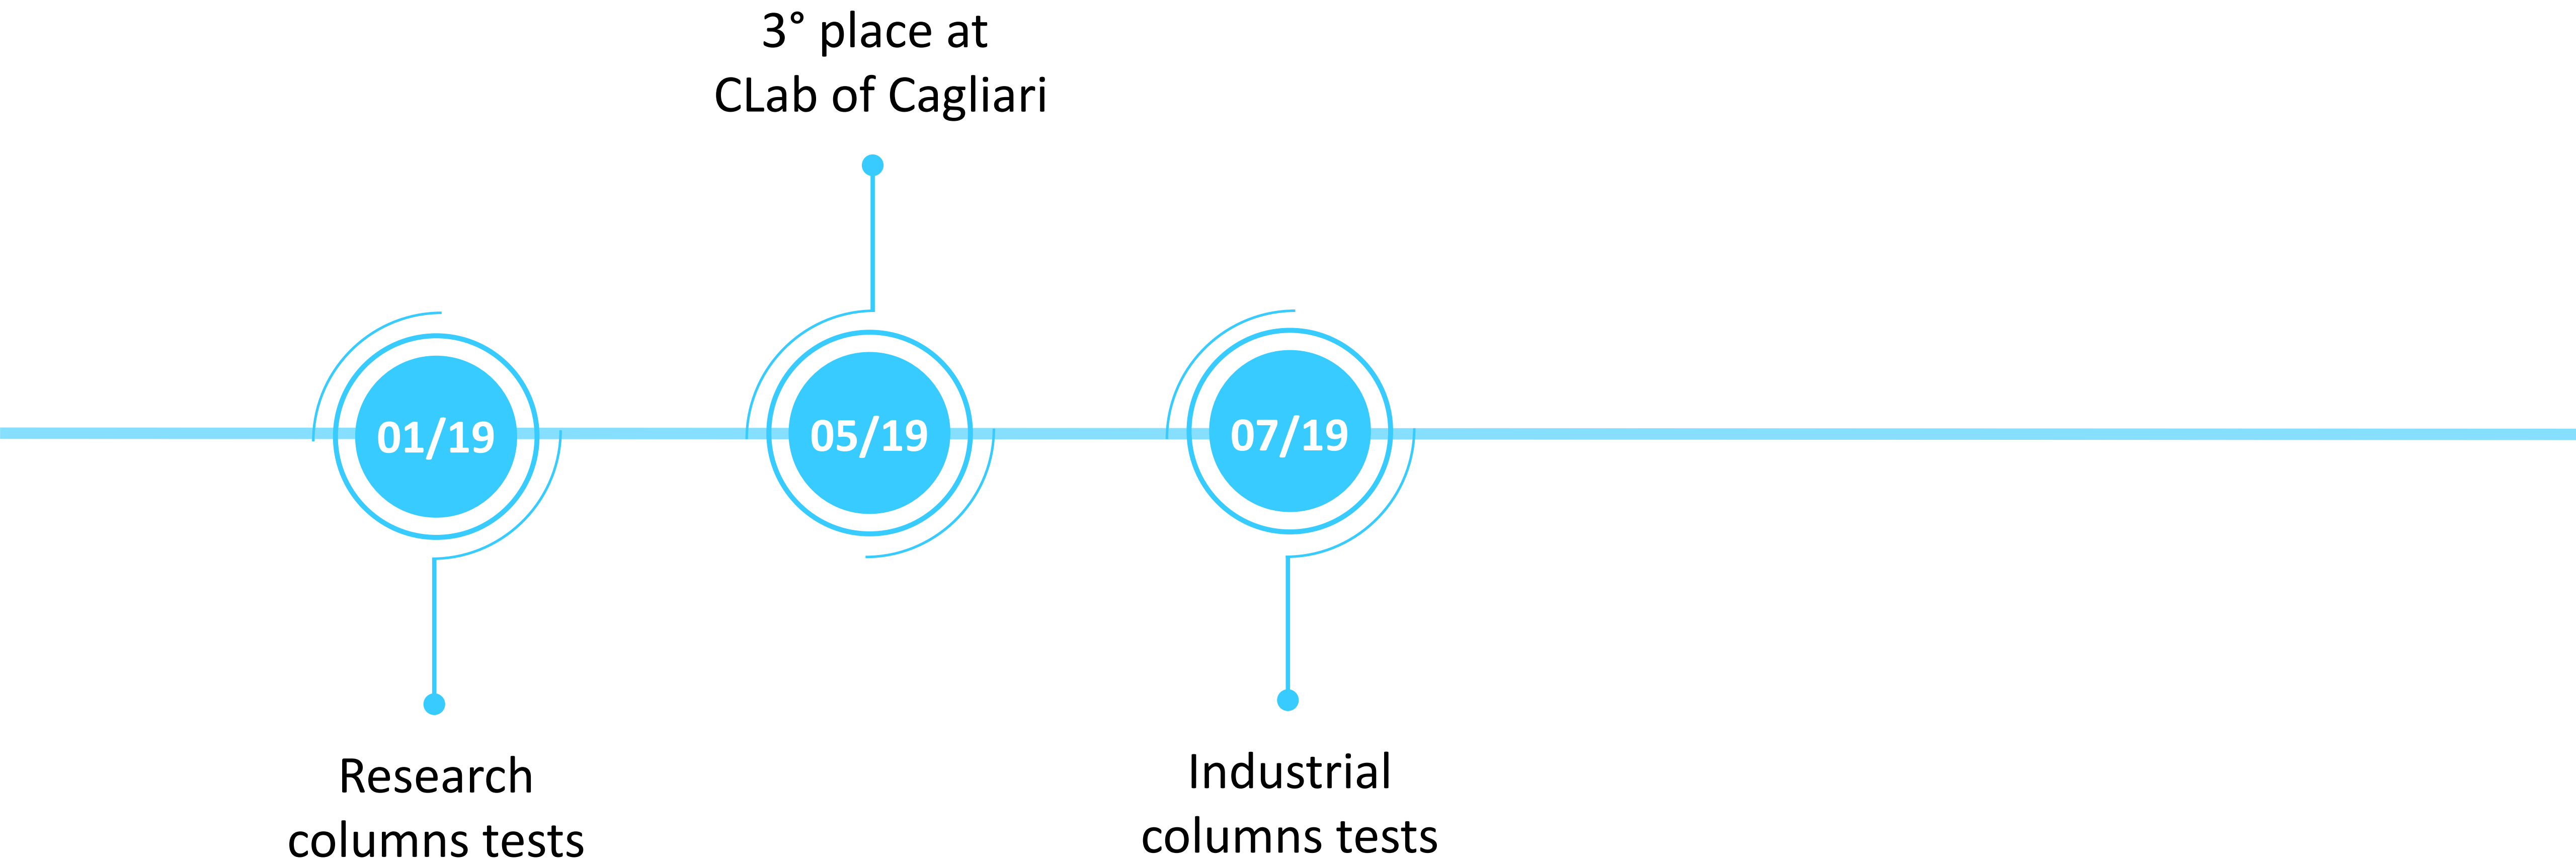 3° place at
CLab of Cagliari
01/19
05/19
07/19
Research
columns tests
Industrial
columns tests